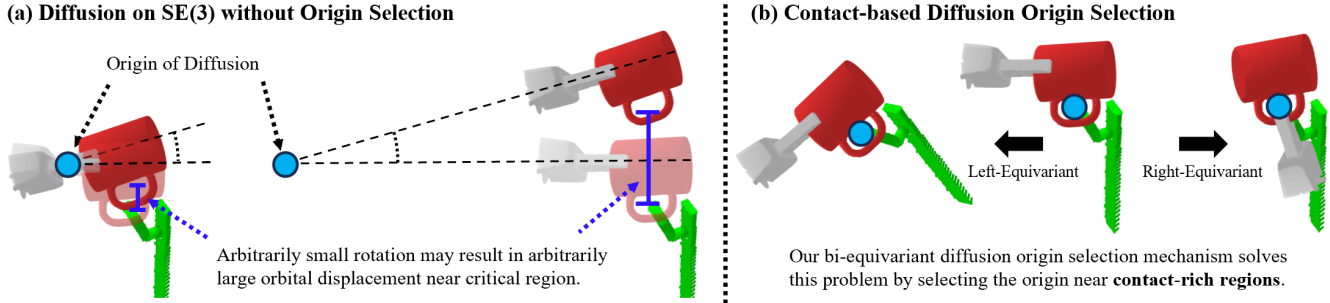 (a) Diffusion on SE(3) without Origin Selection
Origin of Diffusion
Arbitrarily small rotation may result in arbitrarily
large orbital displacement near critical region.
(b) Contact-based Diffusion Origin Selection
Left-Equivariant
Right-Equivariant
Our bi-equivariant diffusion origin selection mechanism solves
this problem by selecting the origin near contact-rich regions.